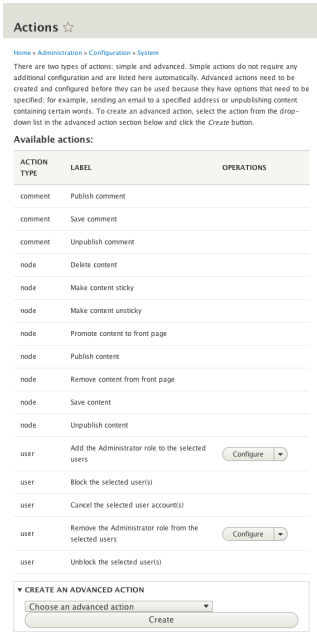 Actions
Home » Administration » Configuration » System
There are two types of actions: simple and advanced. Simple actions do not require any
additional configuration and are listed here automatically. Advanced actions need to be
created and configured before they can be used because they have options that need to be
specified; for example, sending an email to a specified address or unpublishing content
containing certain words. To create an advanced action, select the action from the drop-
down list in the advanced action section below and click the Create button.
Available actions:
ACTION TYPE LABEL OPERATIONS
comment Publish comment
comment Save comment
comment Unpublish comment
node Delete content
node Make content sticky
node Make content unsticky
node Promote content to front page
node Publish content
node Remove content from front page
node Save content
node Unpublish content
user Add the Administrator role to the selected users Configure
user Block the selected user(s)
user Cancel the selected user account(s)
user Remove the Administrator role from the selected users Configure
user Unblock the selected user(s)
CREATE AN ADVANCED ACTION
Choose an advanced action
Create